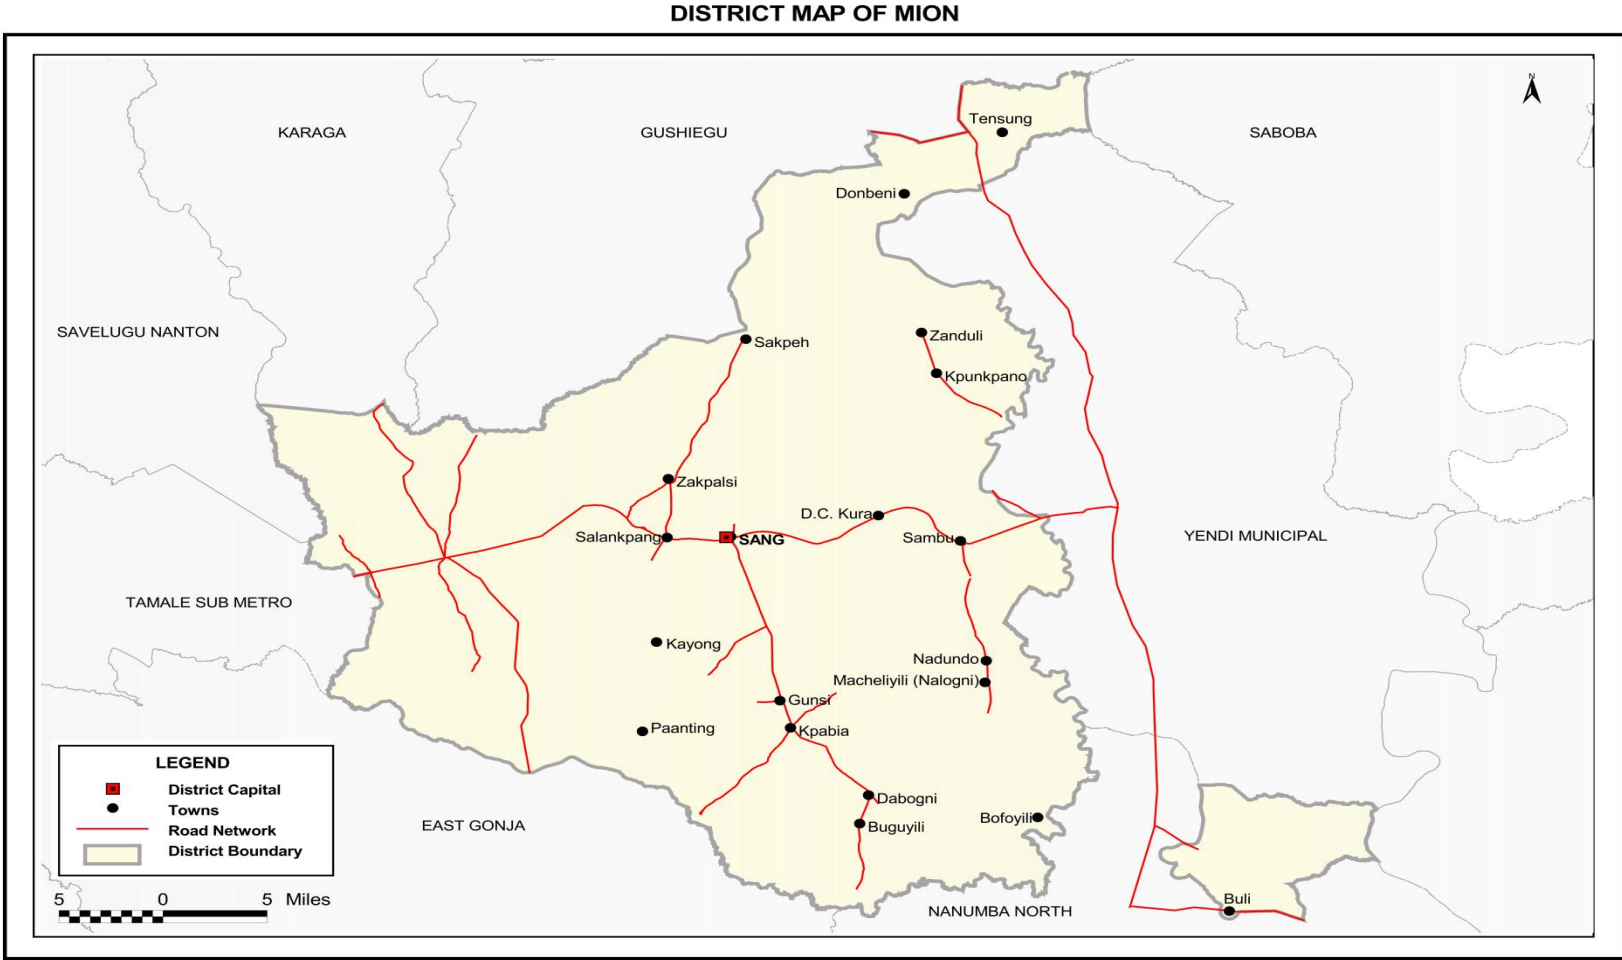 DISTRICT MAP OF MION
N
KARAGA
GUSHIEGU
Tensung
SABOBA
Donbeni
SAVELUGU NANTON
Sakpeh
Zanduli
Kpunkpano
Zakpalsi
D.C. Kura
Salankpang
SANG
Sambu
YENDI MUNICIPAL
TAMALE SUB METRO
Kayong
Nadundo
Macheliyili (Nalogni)
Gunsi
Paanting
Kpabia
LEGEND
District Capital
Towns
Road Network
District Boundary
Dabogni
Bofoyili
EAST GONJA
Buguyili
5 0 5 Miles
NANUMBA NORTH
Buli